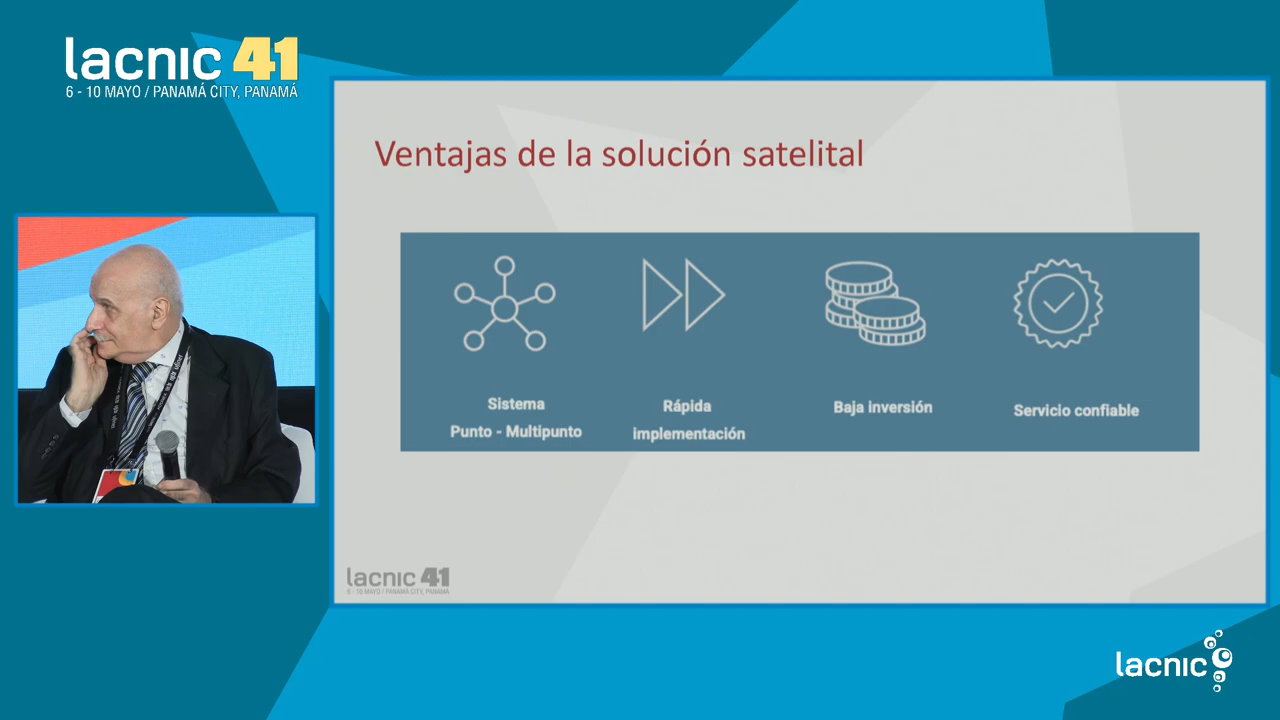 lacnic 41
6 - 10 MAYO / PANAMÁ CITY, PANAMÁ
Ventajas de la solución satelital
Sistema
Punto - Multipunto
Rápida
implementación
Baja inversión
Servicio confiable
lacnic 41
6 - 10 MAYO / PANAMÁ CITY, PANAMÁ
lacnic